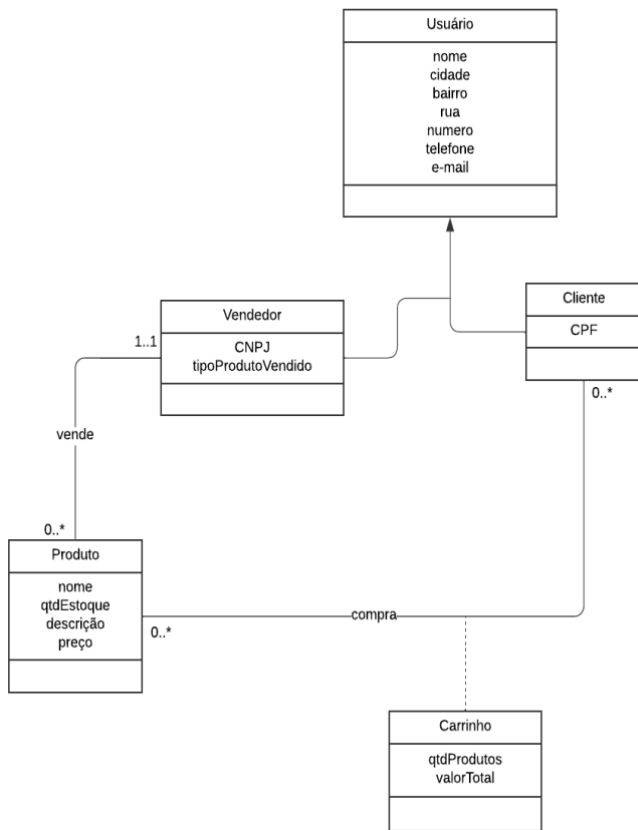 Usuário
nome
cidade
bairro
rua
numero
telefone
e-mail
Vendedor
CNPJ
tipoProdutoVendido
Cliente
CPF
1..1
0..*
vende
0..*
Produto
nome
qtdEstoque
descrição
preço
0..*
compra
Carrinho
qtdProdutos
valorTotal